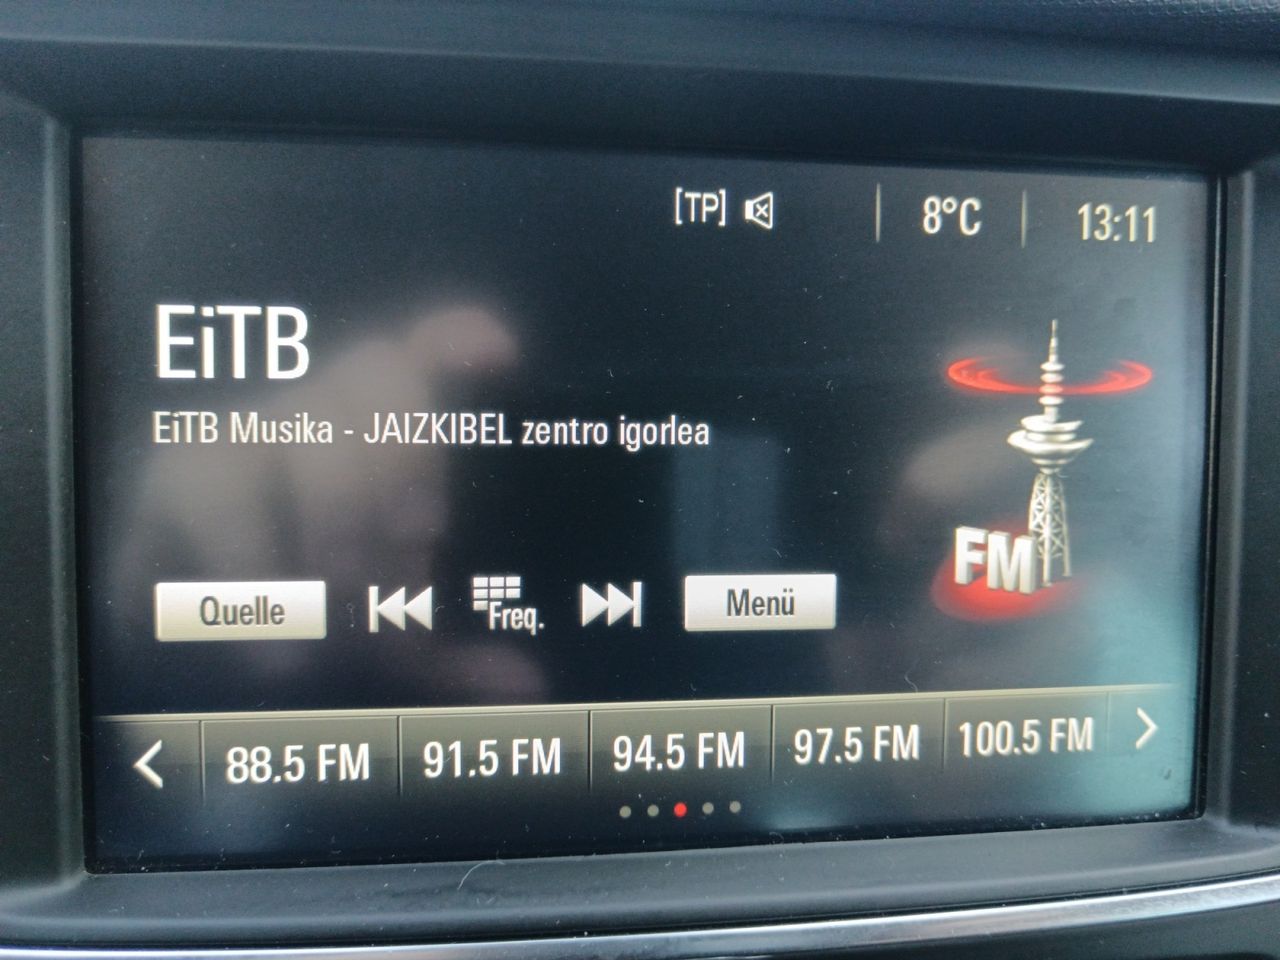 [TP] 8°C 13:11
EiTB
EiTB Musika - JAIZKIBEL zentro igorlea
FM
Quelle Freq. Menü
88.5 FM 91.5 FM 94.5 FM 97.5 FM 100.5 FM